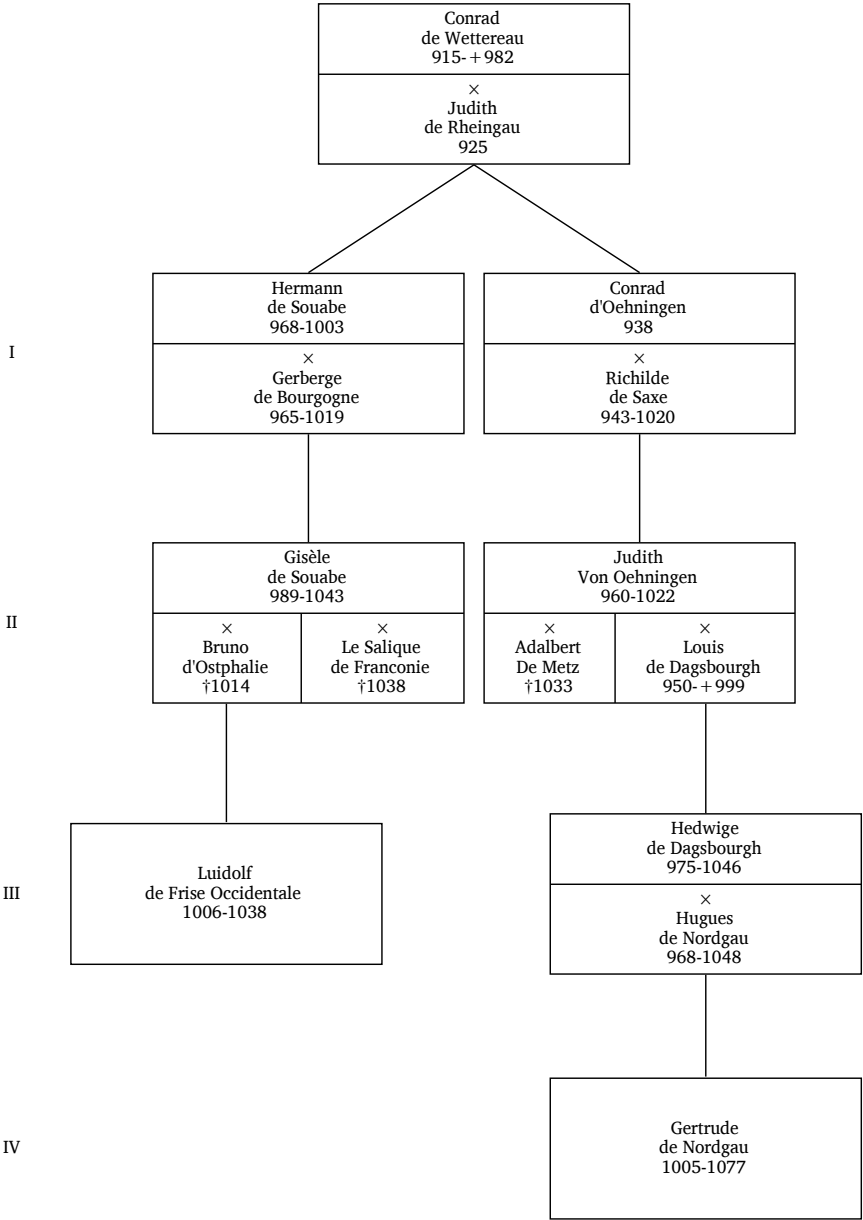 Conrad
de Wettereau
915-+982
×
Judith
de Rheingau
925
I
Hermann
de Souabe
968-1003
×
Gerberge
de Bourgogne
965-1019
Conrad
d'Oehningen
938
×
Richilde
de Saxe
943-1020
II
Gisèle
de Souabe
989-1043
×
Bruno
d'Ostphalie
†1014
×
Le Salique
de Franconie
†1038
Judith
Von Oehningen
960-1022
×
Adalbert
De Metz
†1033
×
Louis
de Dagsbourgh
950-+999
III
Luidolf
de Frise Occidentale
1006-1038
Hedwige
de Dagsbourgh
975-1046
×
Hugues
de Nordgau
968-1048
IV
Gertrude
de Nordgau
1005-1077